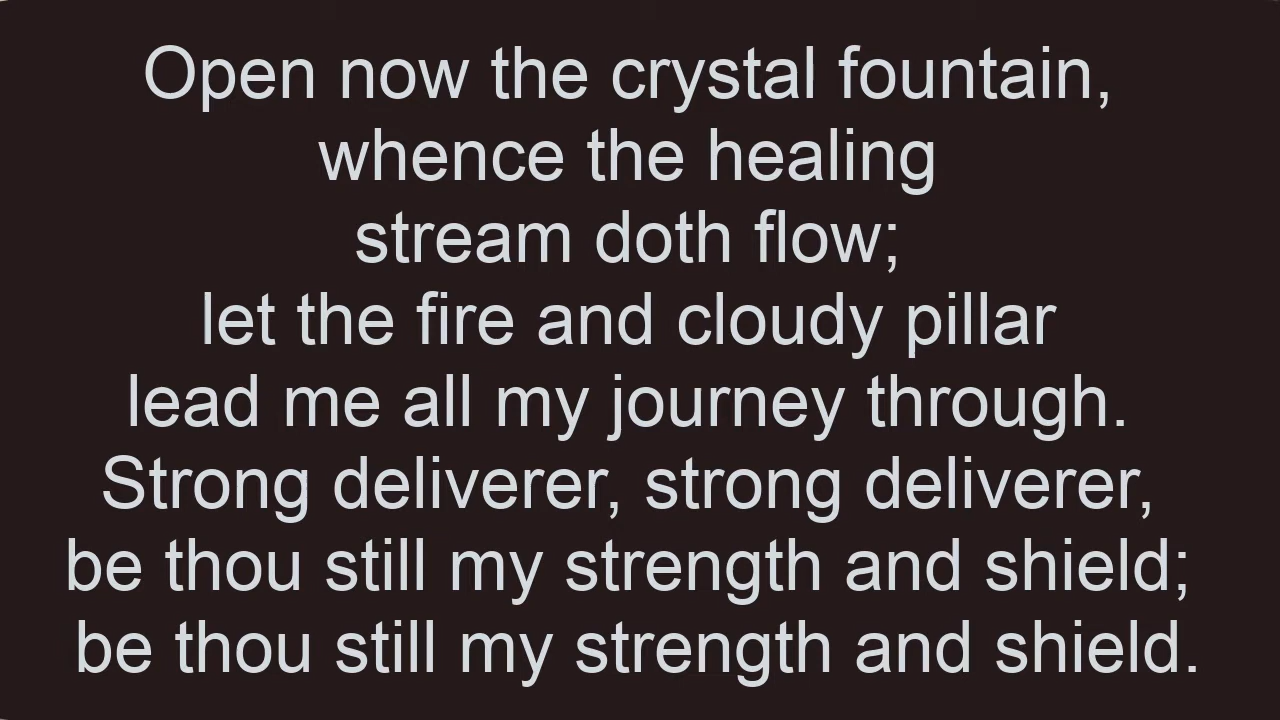 Open now the crystal fountain,
whence the healing
stream doth flow;
let the fire and cloudy pillar
lead me all my journey through.
Strong deliverer, strong deliverer,
be thou still my strength and shield;
be thou still my strength and shield.